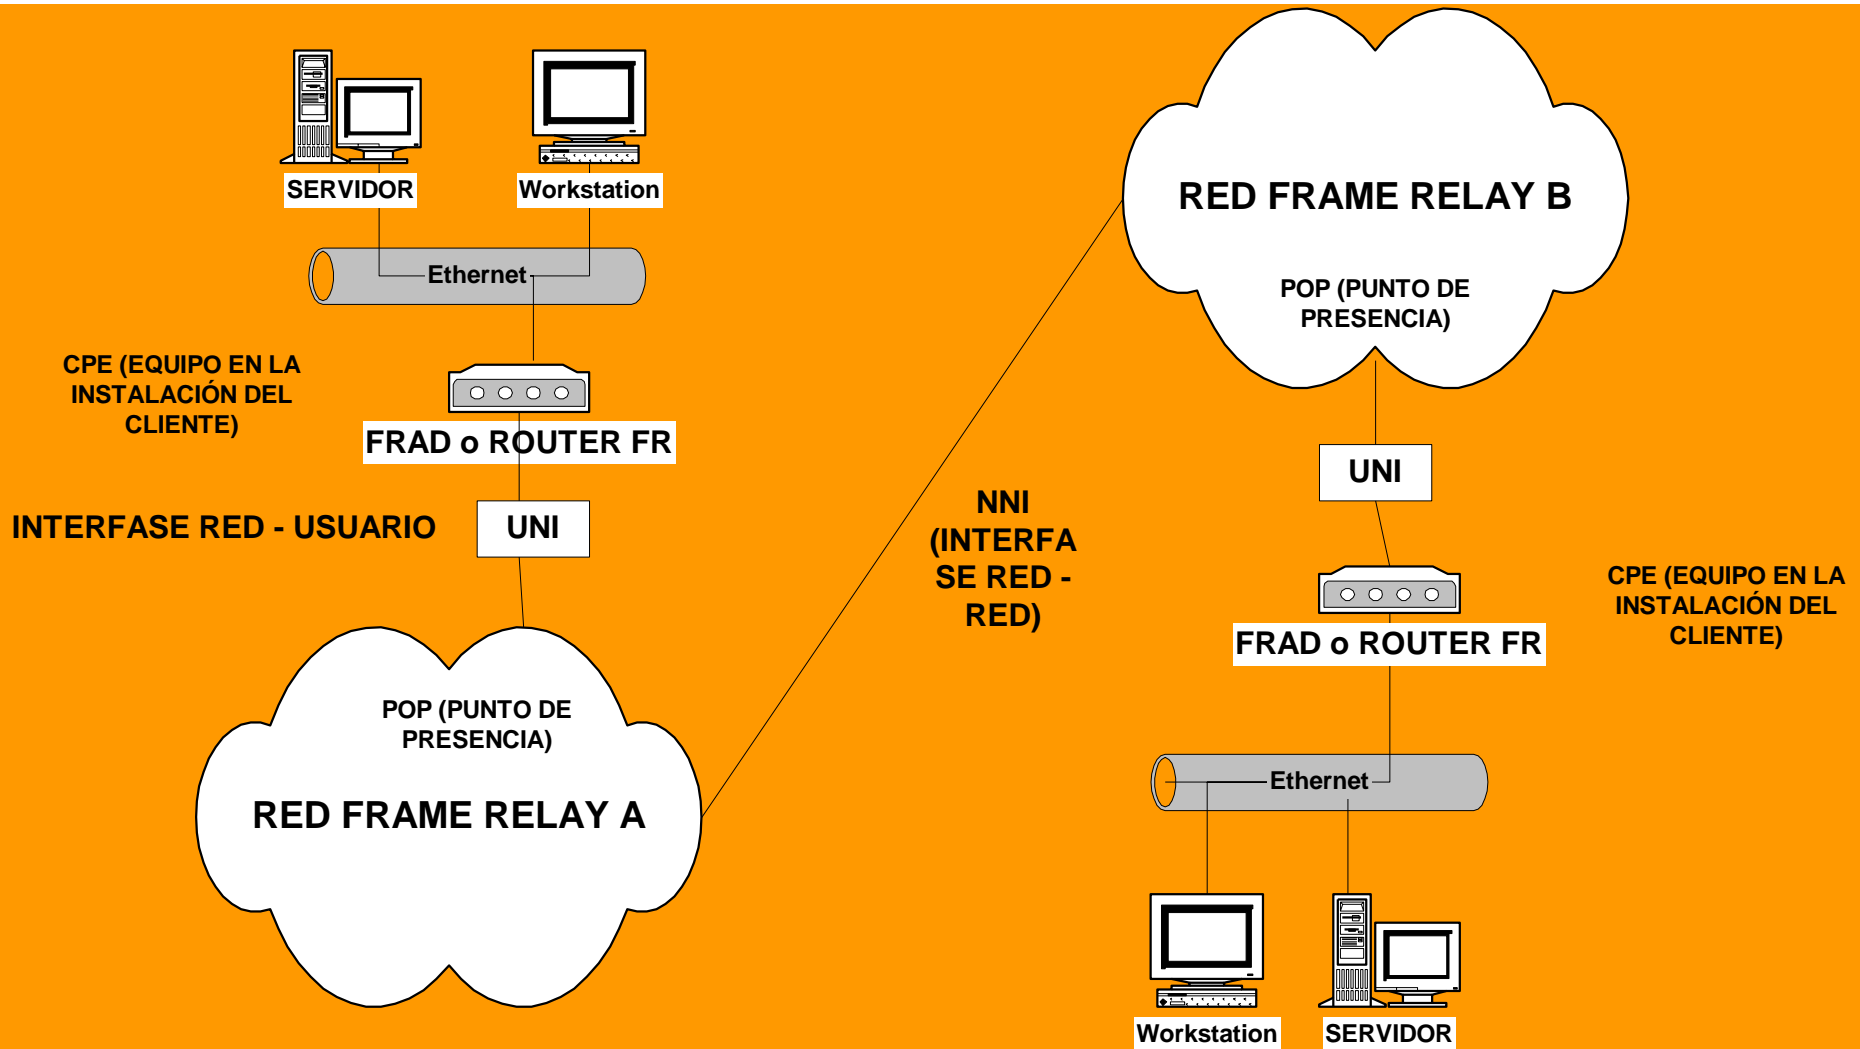 SERVIDOR
Workstation
Ethernet
CPE (EQUIPO EN LA
INSTALACIÓN DEL
CLIENTE)
FRAD o ROUTER FR
INTERFASE RED - USUARIO
UNI
POP (PUNTO DE
PRESENCIA)
RED FRAME RELAY A
NNI
(INTERFA
SE RED -
RED)
RED FRAME RELAY B
POP (PUNTO DE
PRESENCIA)
UNI
CPE (EQUIPO EN LA
INSTALACIÓN DEL
CLIENTE)
FRAD o ROUTER FR
Ethernet
Workstation
SERVIDOR